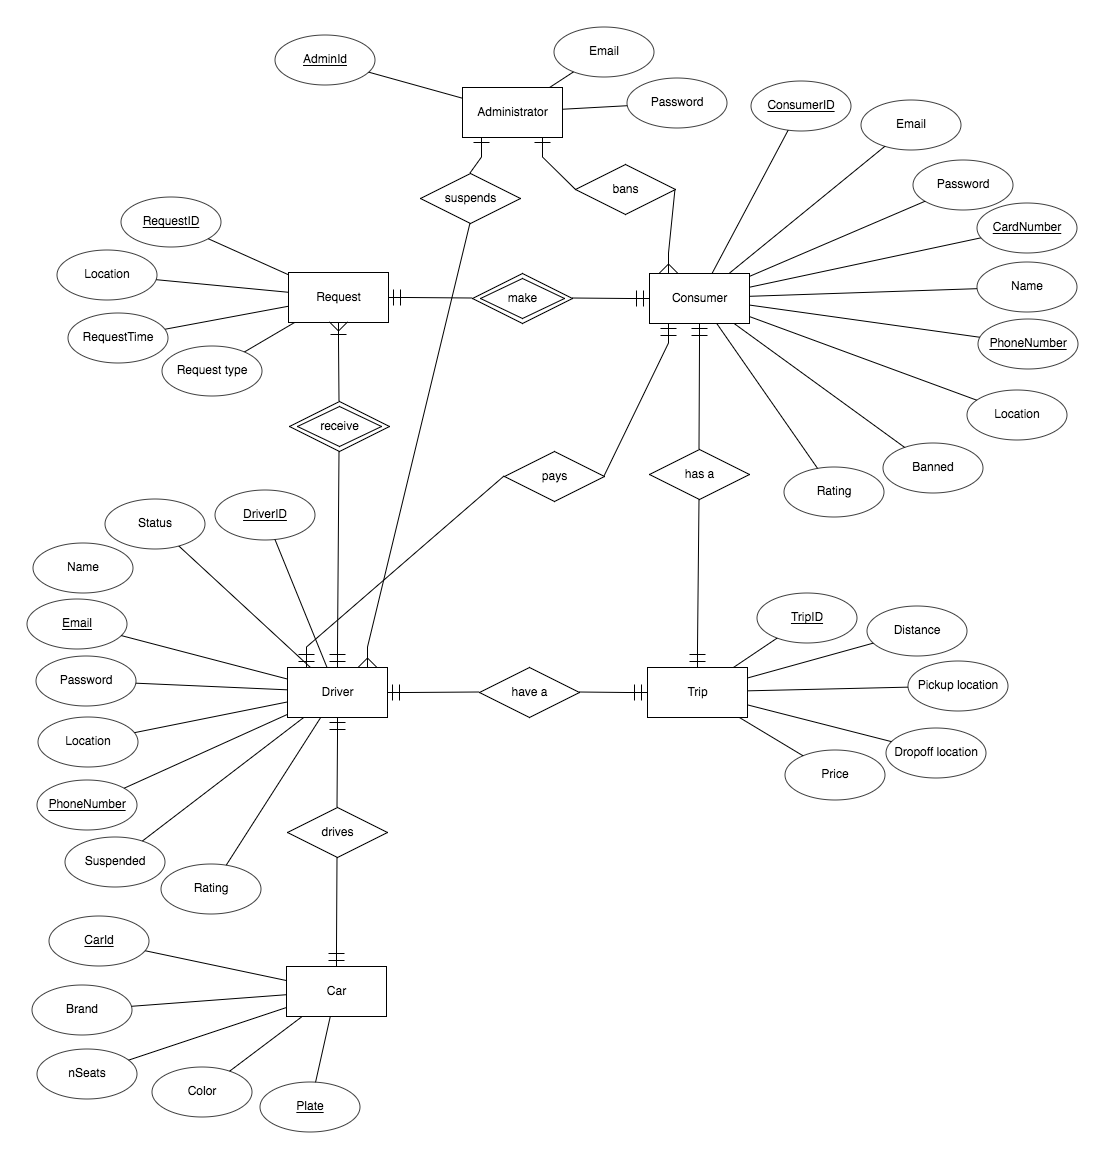 Email
AdminId
Password
ConsumerID
Administrator
Email
Password
suspends
bans
RequestID
CardNumber
Location
Name
Request
make
Consumer
RequestTime
PhoneNumber
Request type
Location
receive
Banned
pays
has a
Rating
DriverID
Status
Name
Email
TripID
Distance
Password
Pickup location
Driver
have a
Trip
Location
Dropoff location
Price
PhoneNumber
drives
Suspended
Rating
CarId
Car
Brand
nSeats
Color
Plate